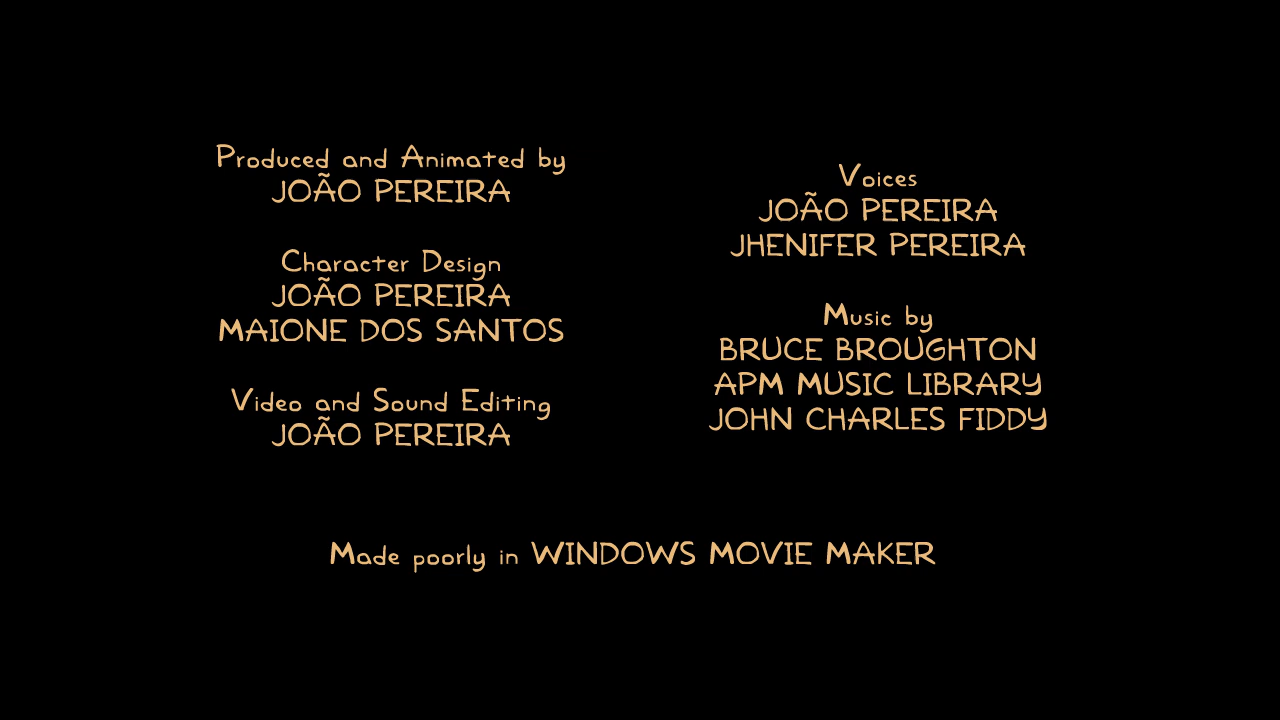 Produced and Animated by
JOÃO PEREIRA
Character Design
JOÃO PEREIRA
MAIONE DOS SANTOS
Video and Sound Editing
JOÃO PEREIRA
Voices
JOÃO PEREIRA
JHENIFER PEREIRA
Music by
BRUCE BROUGHTON
APM MUSIC LIBRARY
JOHN CHARLES FIDDY
Made poorly in WINDOWS MOVIE MAKER